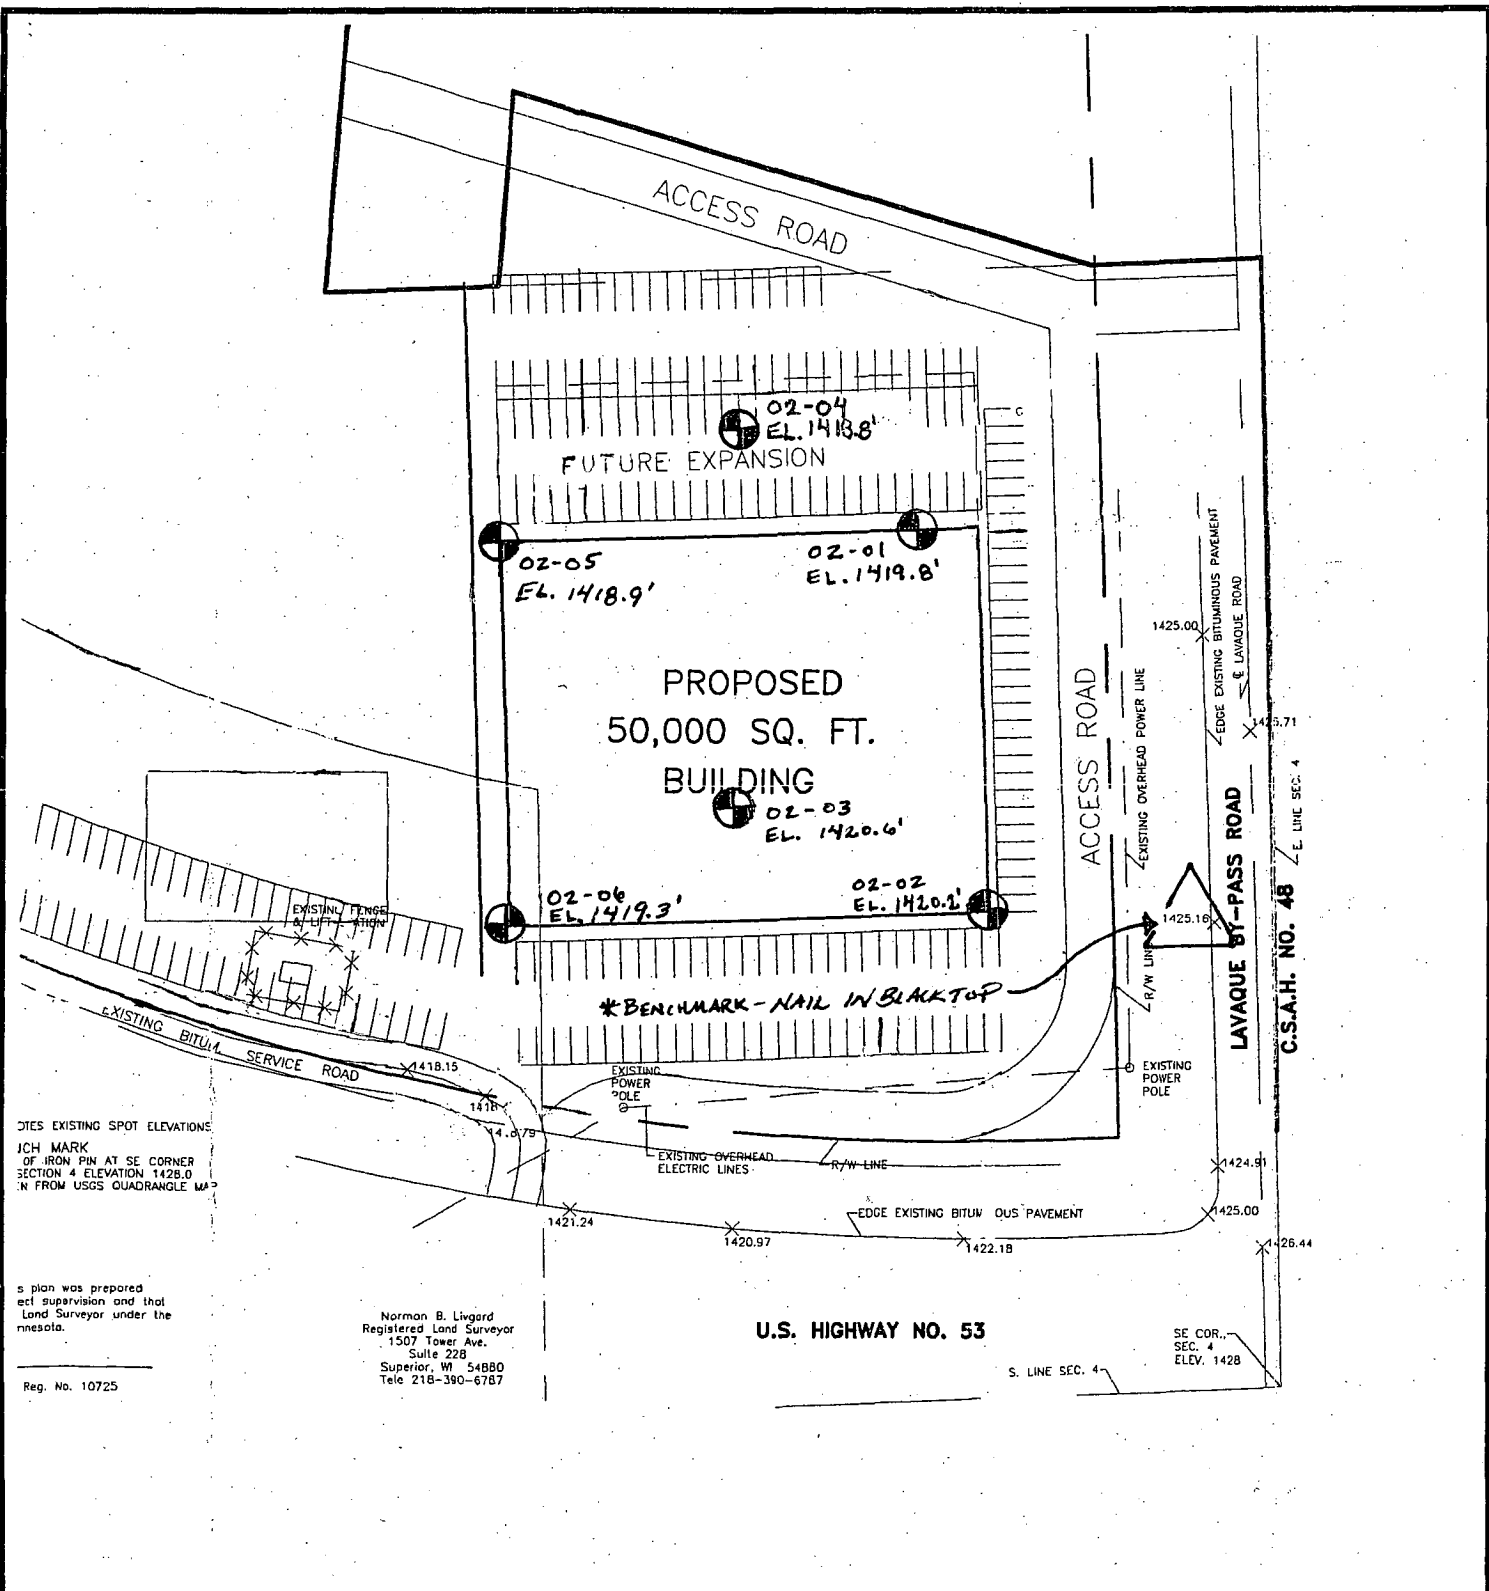 ACCESS ROAD
02-04
FUTURE EXPANSION
C
02-05
EL. 1418.9'
02-01
EL. 1419.8'
PROPOSED
50,000 SQ. FT.
BUILDING
02-03
EL. 1420.6'
02-06
EL. 1419.3'
02-02
EL. 1420.2'
*BENCHMARK - NAIL IN BLACKTOP
ACCESS ROAD
EXISTING OVERHEAD POWER LINE
EDGE EXISTING BITUMINOUS PAVEMENT
℄ LAVAQUE ROAD
1425.00
1425.71
E. LINE SEC. 4
LAVAQUE BY-PASS ROAD
C.S.A.H. NO. 48
1425.16
R/W LINE
EXISTING FENCE
EXISTING BITUM. SERVICE ROAD
1418.15
1418
EXISTING
POWER
POLE
EXISTING
POWER
POLE
EXISTING OVERHEAD
ELECTRIC LINES
R/W LINE
1424.91
1425.00
1426.44
EDGE EXISTING PAVEMENT
1421.24
1420.97
1422.18
OTES EXISTING SPOT ELEVATIONS
CH MARK
OF IRON PIN AT SE CORNER
SECTION 4 ELEVATION 1428.0
N FROM USGS QUADRANGLE MAP
s plan was prepared
ect supervision and that
Land Surveyor under the
nnesota.
Reg. No. 10725
Norman B. Livgard
Registered Land Surveyor
1507 Tower Ave.
Suite 228
Superior, WI 54880
Tele 218-390-6787
U.S. HIGHWAY NO. 53
S. LINE SEC. 4
SE COR.,
SEC. 4
ELEV. 1428